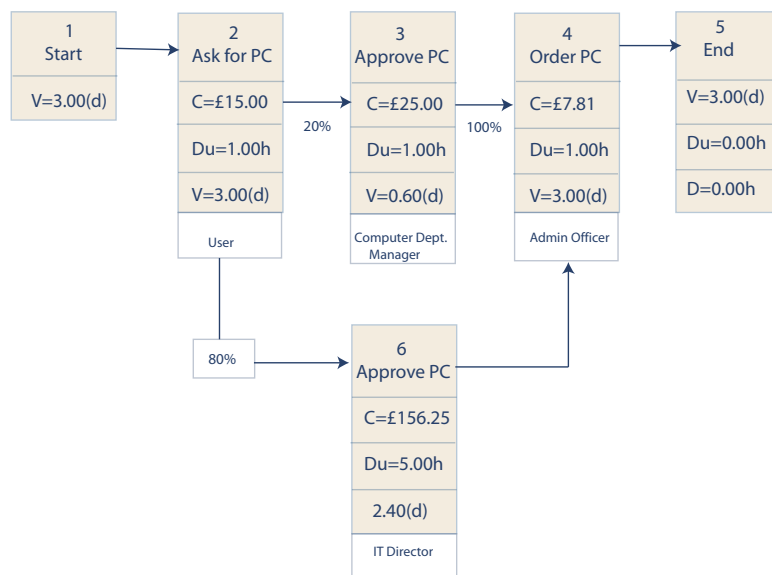 1
Start
V=3.00(d)
2
Ask for PC
C=£15.00
Du=1.00h
V=3.00(d)
User
20%
3
Approve PC
C=£25.00
Du=1.00h
V=0.60(d)
Computer Dept.
Manager
100%
4
Order PC
C=£7.81
Du=1.00h
V=3.00(d)
Admin Officer
5
End
V=3.00(d)
Du=0.00h
D=0.00h
80%
6
Approve PC
C=£156.25
Du=5.00h
2.40(d)
IT Director